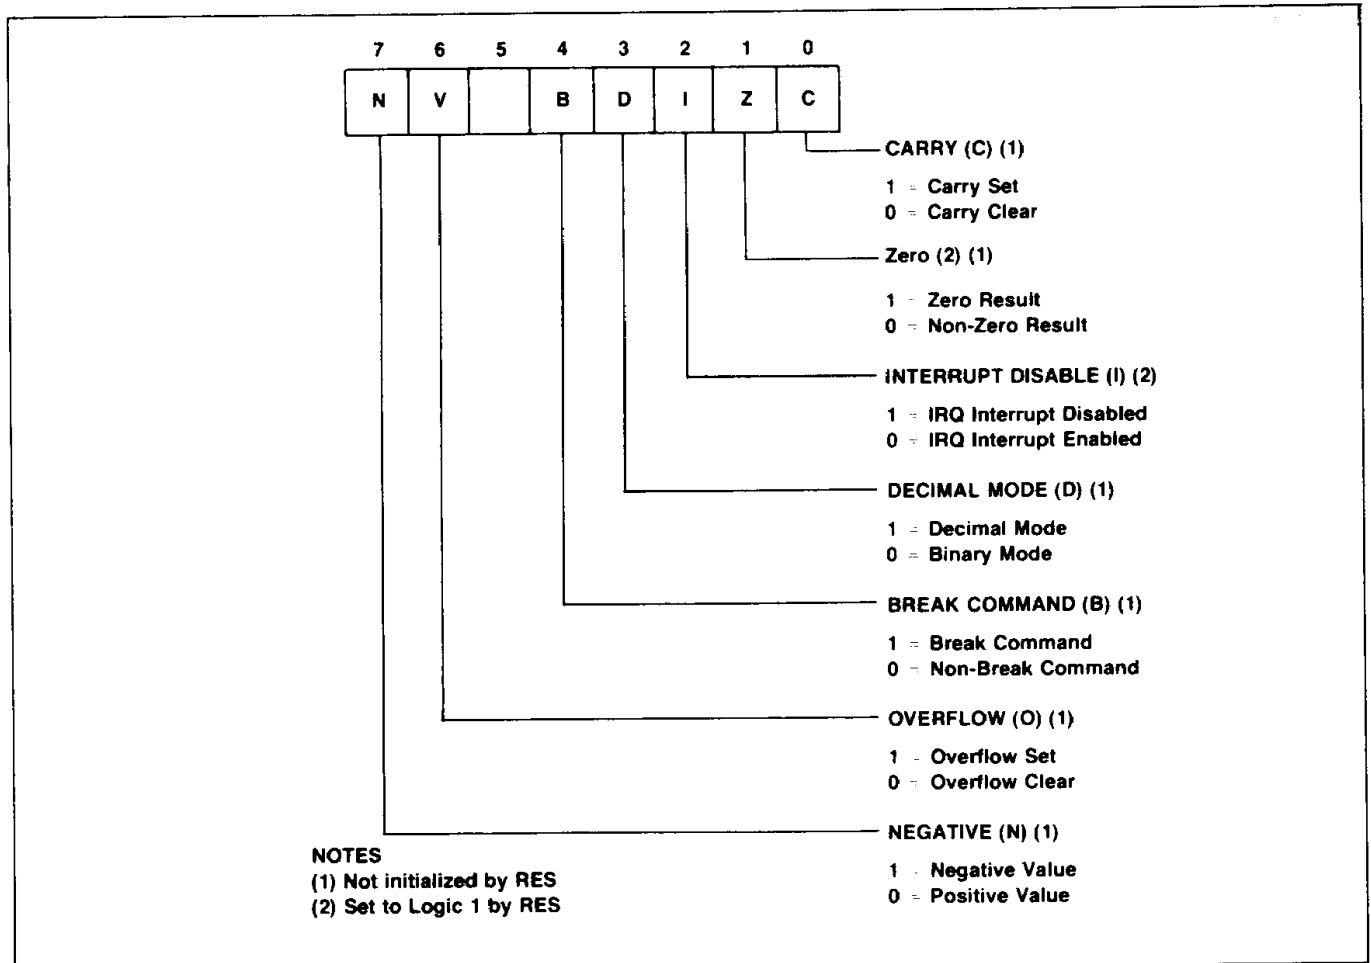 7 6 5 4 3 2 1 0
N V B D I Z C
CARRY (C) (1)
1 = Carry Set
0 = Carry Clear
Zero (2) (1)
1 - Zero Result
0 = Non-Zero Result
INTERRUPT DISABLE (I) (2)
1 = IRQ Interrupt Disabled
0 = IRQ Interrupt Enabled
DECIMAL MODE (D) (1)
1 = Decimal Mode
0 = Binary Mode
BREAK COMMAND (B) (1)
1 = Break Command
0 = Non-Break Command
OVERFLOW (O) (1)
1 - Overflow Set
0 = Overflow Clear
NEGATIVE (N) (1)
1 - Negative Value
0 = Positive Value
NOTES
(1) Not initialized by RES
(2) Set to Logic 1 by RES